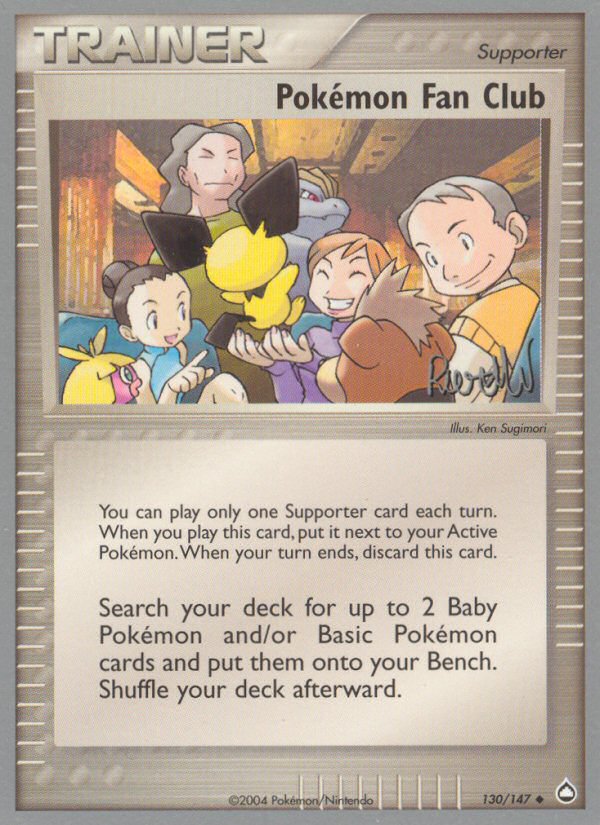 TRAINER
Supporter
Pokémon Fan Club
Illus. Ken Sugimori
You can play only one Supporter card each turn.
When you play this card, put it next to your Active
Pokémon. When your turn ends, discard this card.
Search your deck for up to 2 Baby
Pokémon and/or Basic Pokémon
cards and put them onto your Bench.
Shuffle your deck afterward.
©2004 Pokémon/Nintendo
130/147